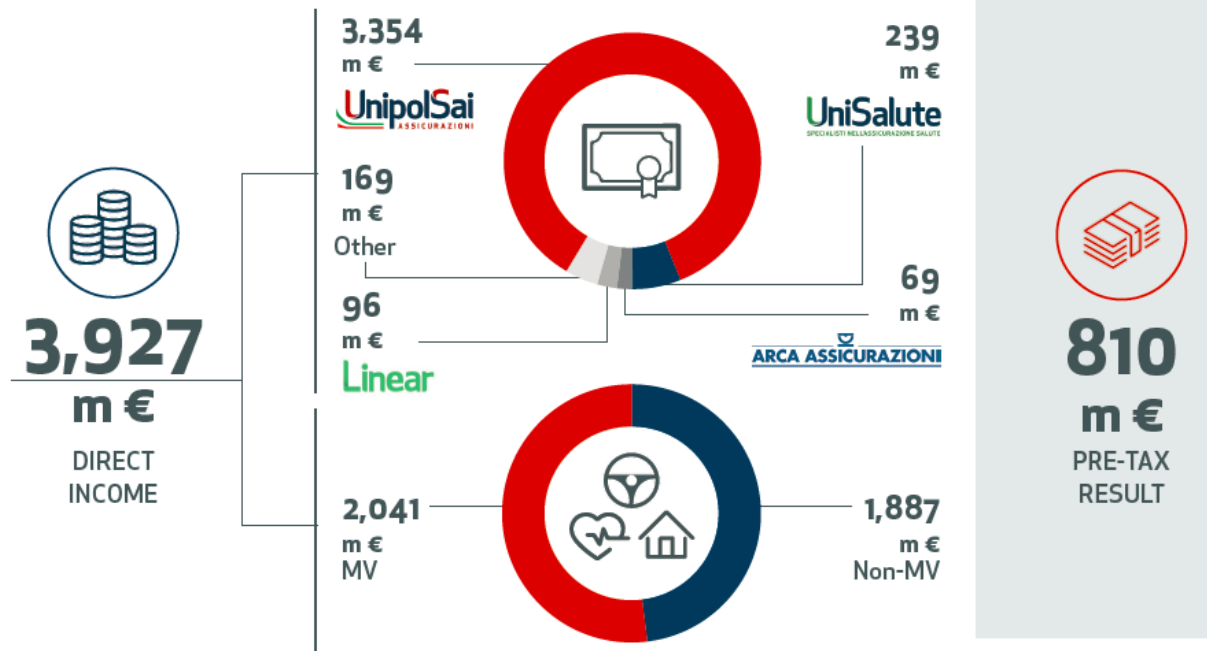 3,927
m €
DIRECT
INCOME
3,354
m €
UnipolSai
ASSICURAZIONI
169
m €
Other
96
m €
Linear
239
m €
UniSalute
SPECIALISTI NELL'ASSICURAZIONE SALUTE
69
m €
ARCA ASSICURAZIONI
2,041
m €
MV
1,887
m €
Non-MV
810
m €
PRE-TAX
RESULT